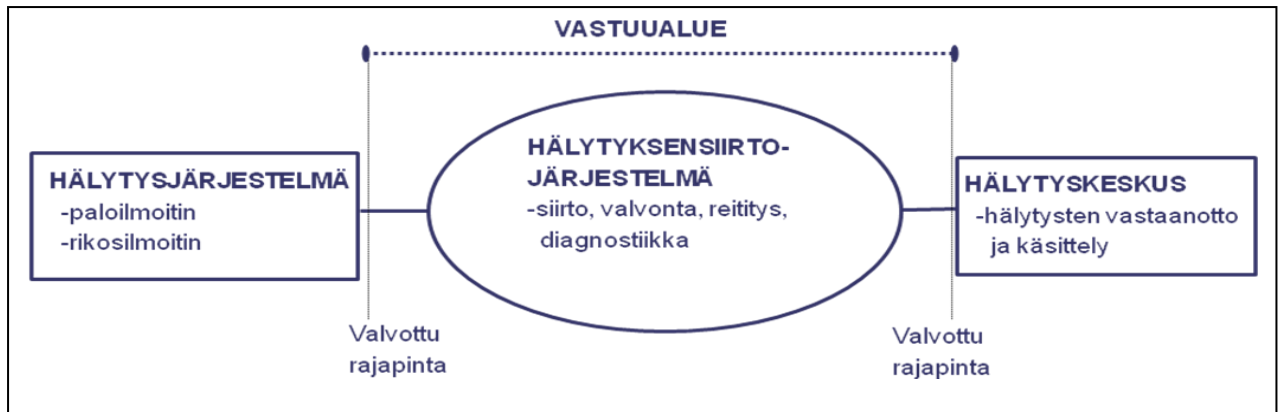 VASTUUALUE
HÄLYTYSJÄRJESTELMÄ
-paloilmoitin
-rikosilmoitin
HÄLYTYKSENSIIRTO-
JÄRJESTELMÄ
-siirto, valvonta, reititys,
diagnostiikka
HÄLYTYSKESKUS
-hälytysten vastaanotto
ja käsittely
Valvottu
rajapinta
Valvottu
rajapinta